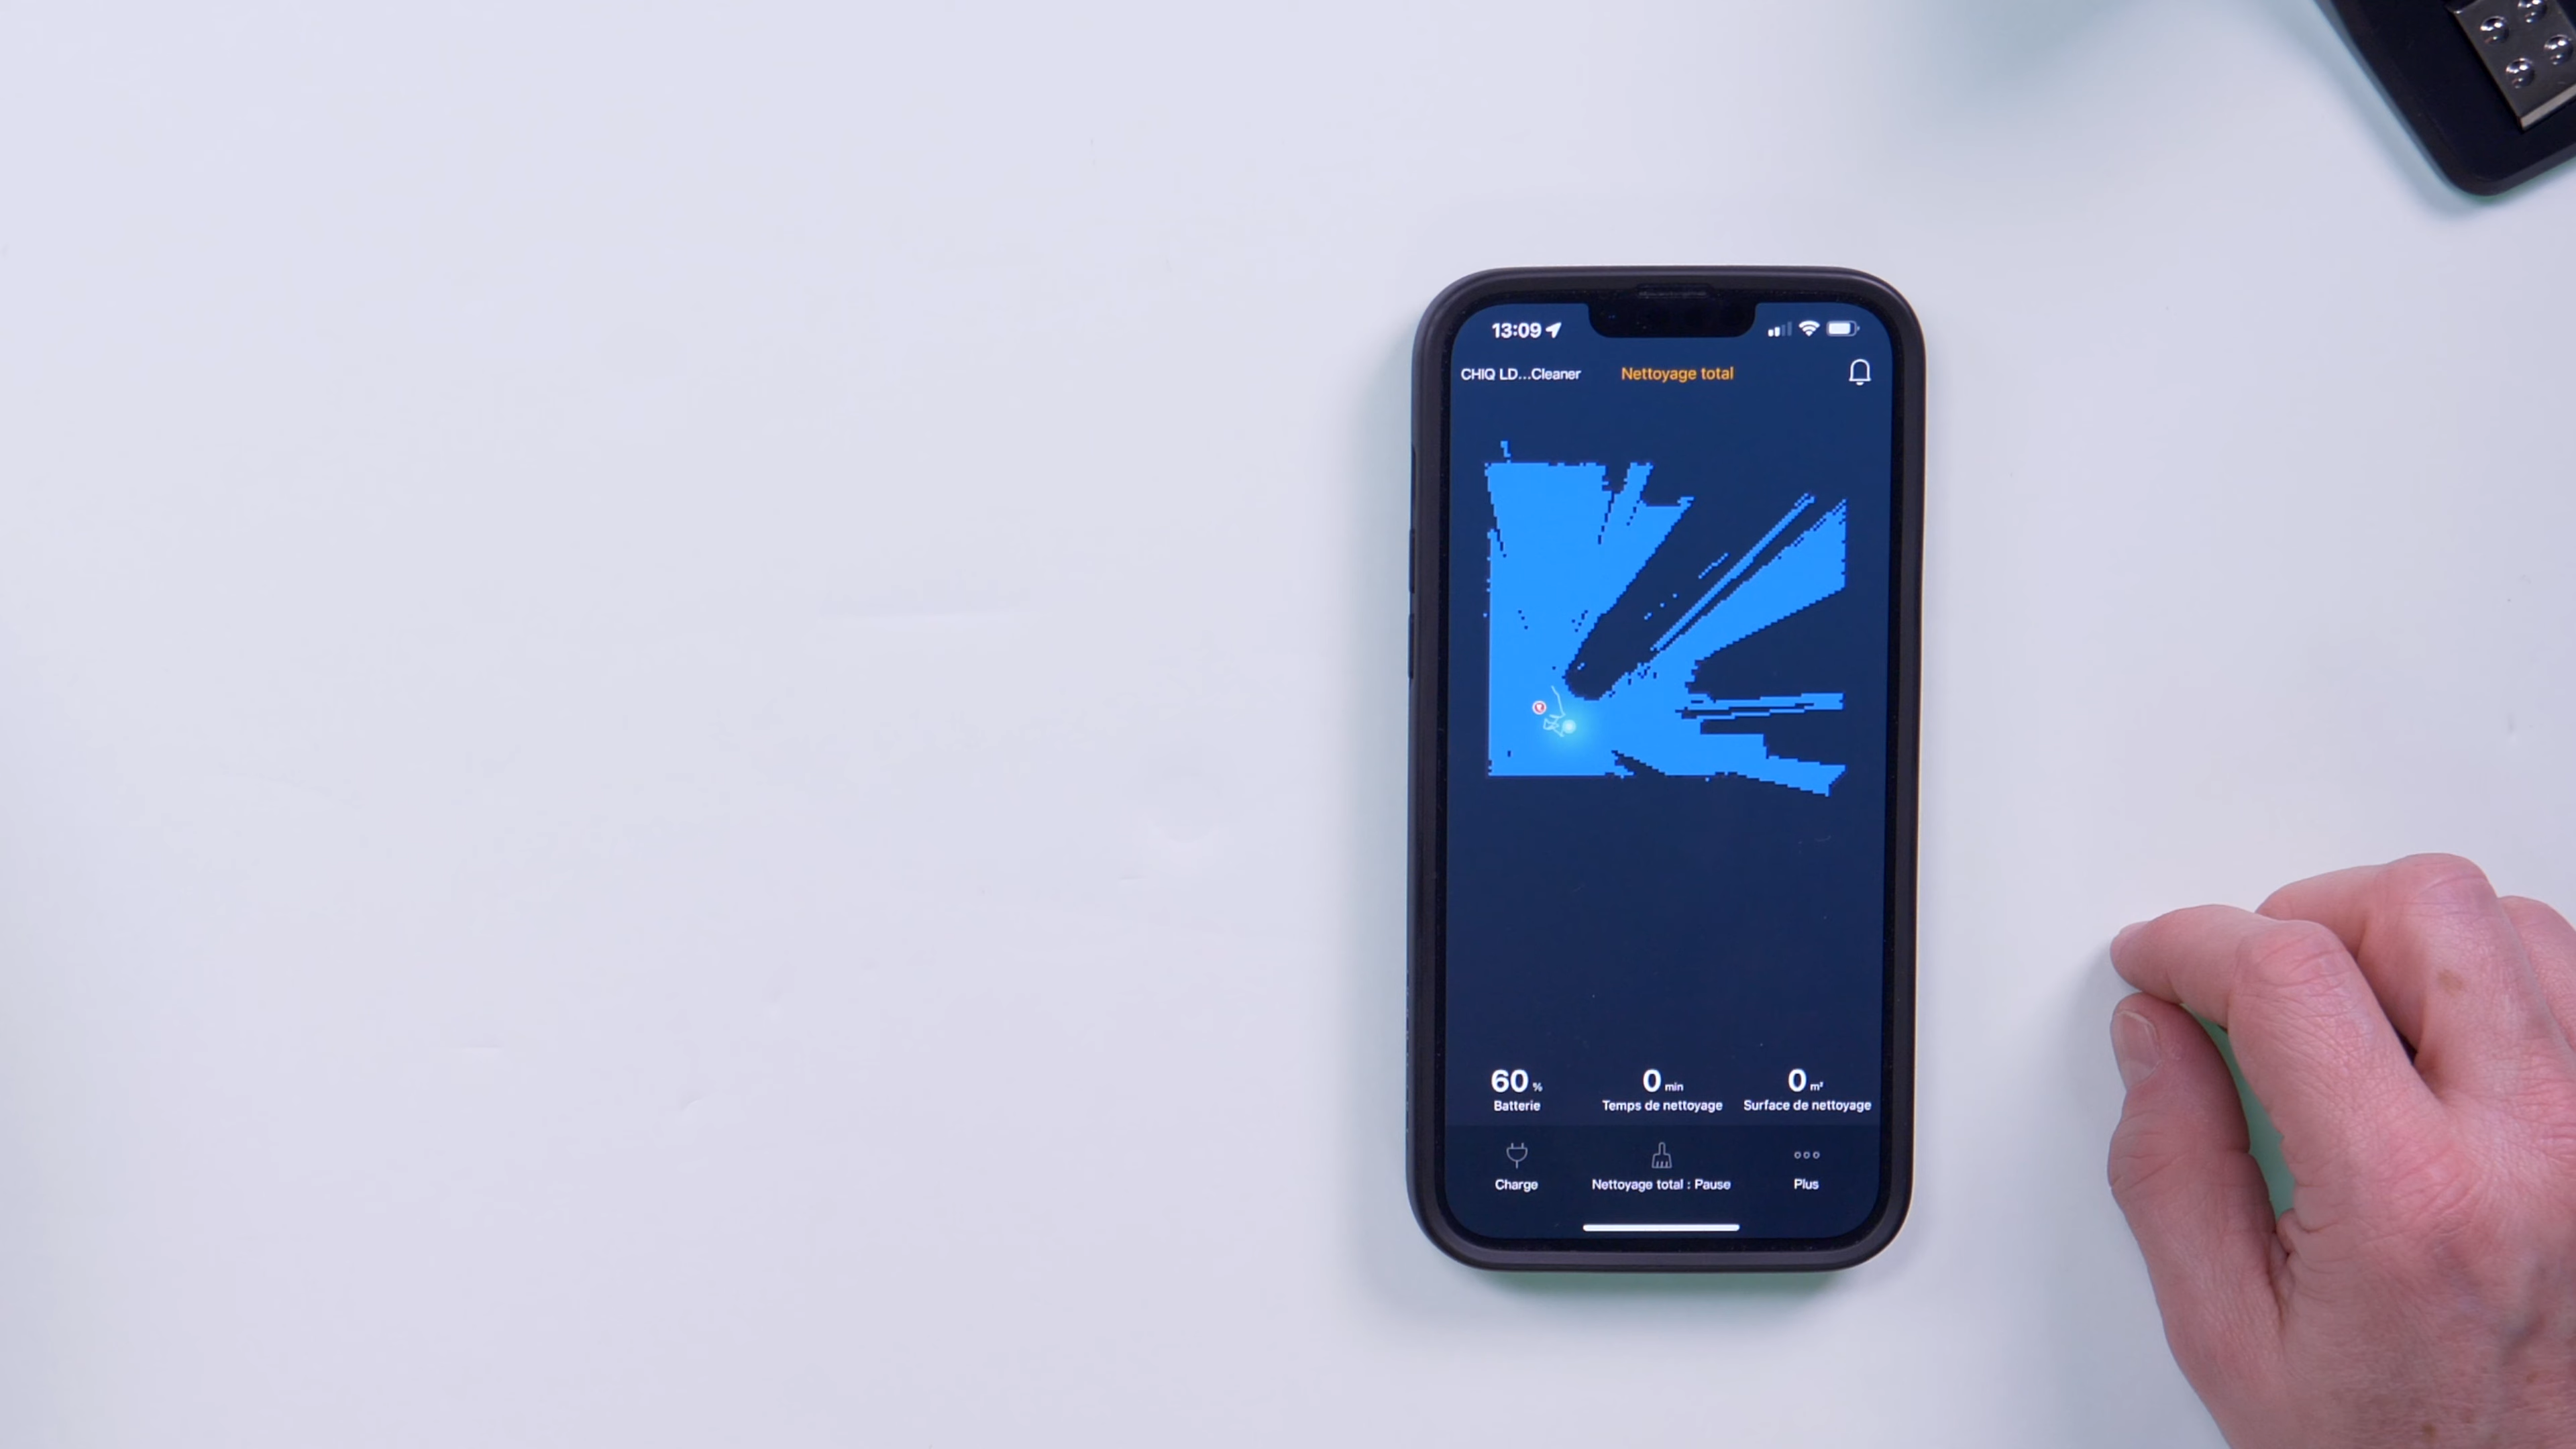 13:09
CHIQ LD...Cleaner Nettoyage total
60 % 0 min 0 m²
Batterie Temps de nettoyage Surface de nettoyage
Charge Nettoyage total : Pause Plus